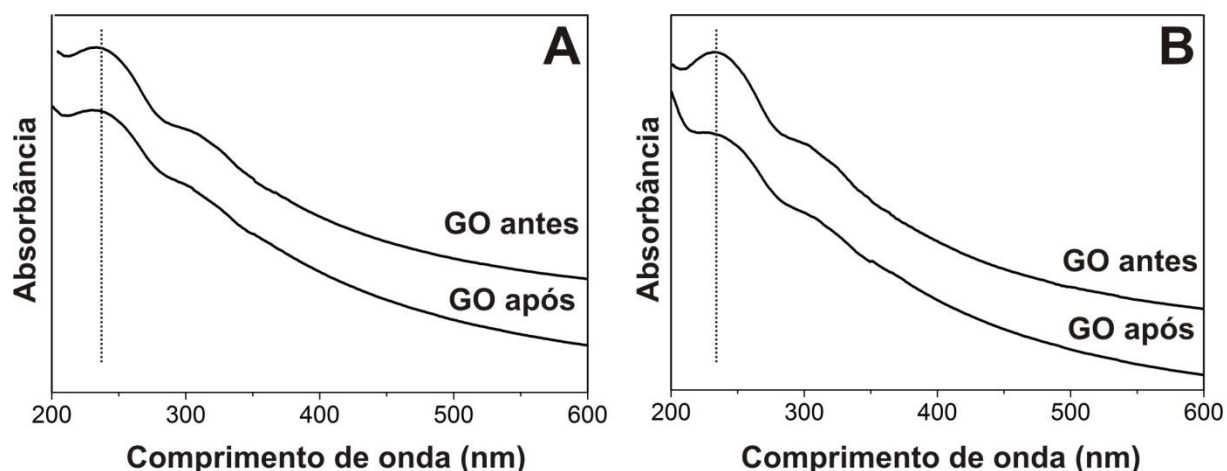 A
Absorbância
GO antes
GO após
200 300 400 500 600
Comprimento de onda (nm)
B
Absorbância
GO antes
GO após
200 300 400 500 600
Comprimento de onda (nm)